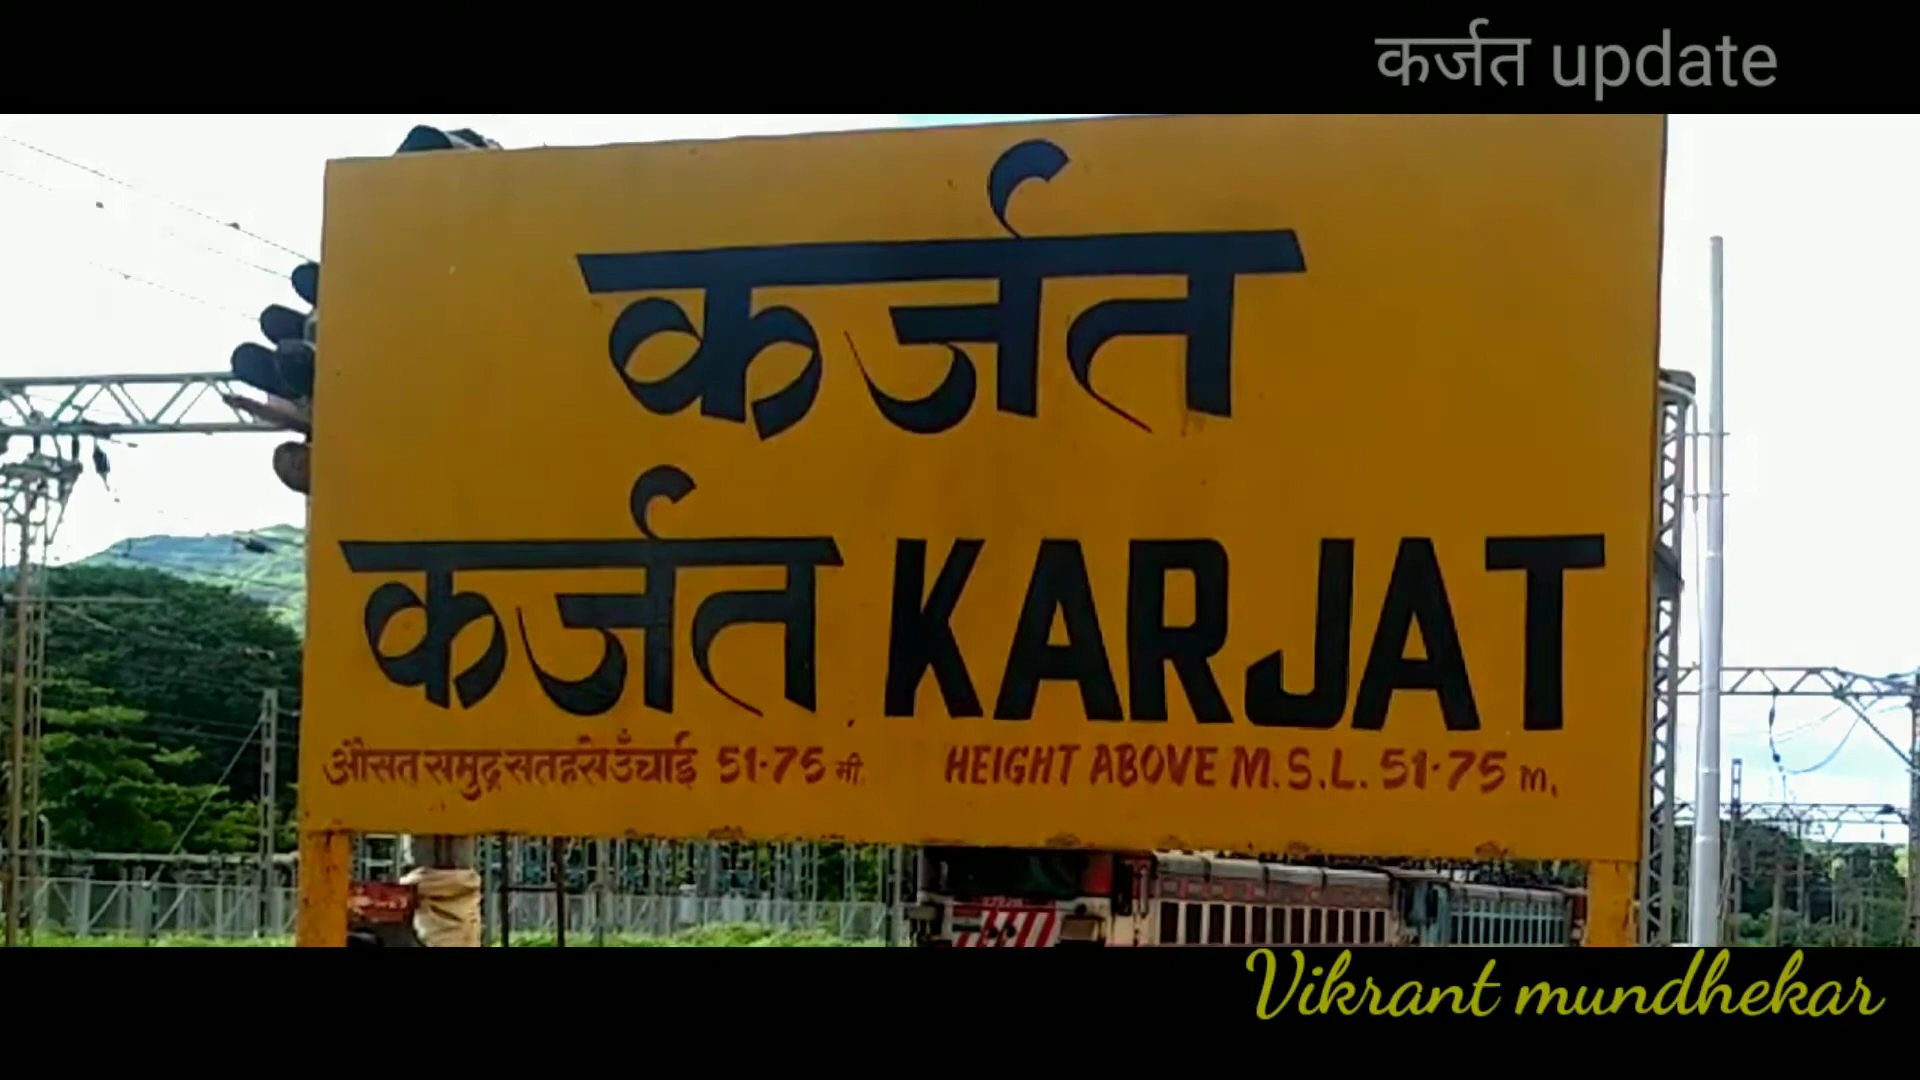 कर्जत update
कर्जत
कर्जत KARJAT
औसत समुद्र सतह से उँचाई 51·75 मी. HEIGHT ABOVE M.S.L. 51·75 m.
Vikrant mundhekar